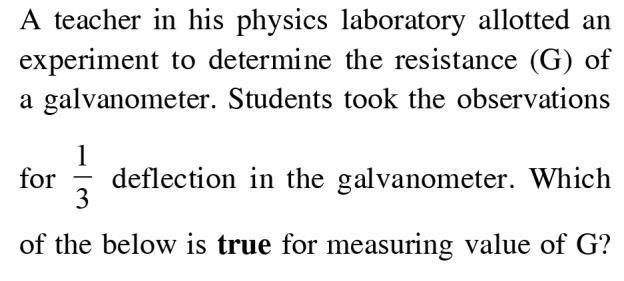 A teacher in his physics laboratory allotted an
experiment to determine the resistance (G) of
a galvanometer. Students took the observations
for 1/3 deflection in the galvanometer. Which
of the below is true for measuring value of G?